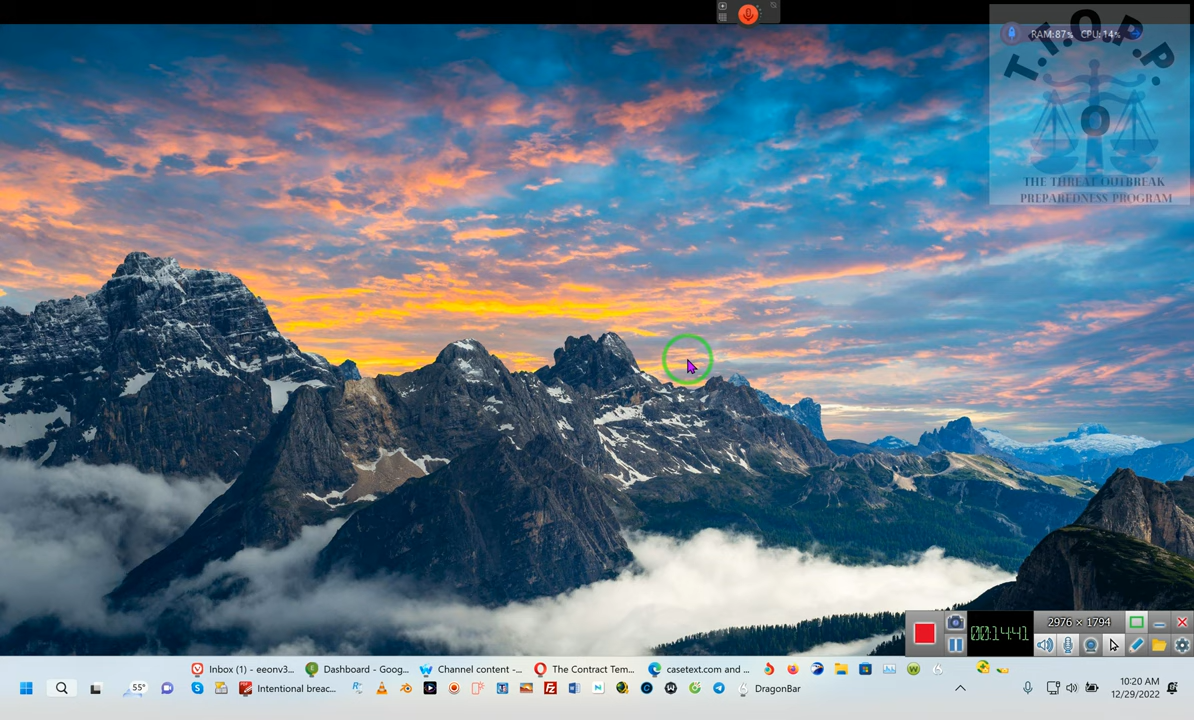 RAM:87% CPU:14%
T.T.O.P.P.
O
THE THREAT OUTBREAK
PREPAREDNESS PROGRAM
00:14:41
2976 × 1794
Inbox (1) - eeonv3...
Dashboard - Goog...
Channel content -...
The Contract Tem...
casetext.com and ...
55°
Intentional breac...
DragonBar
10:20 AM
12/29/2022